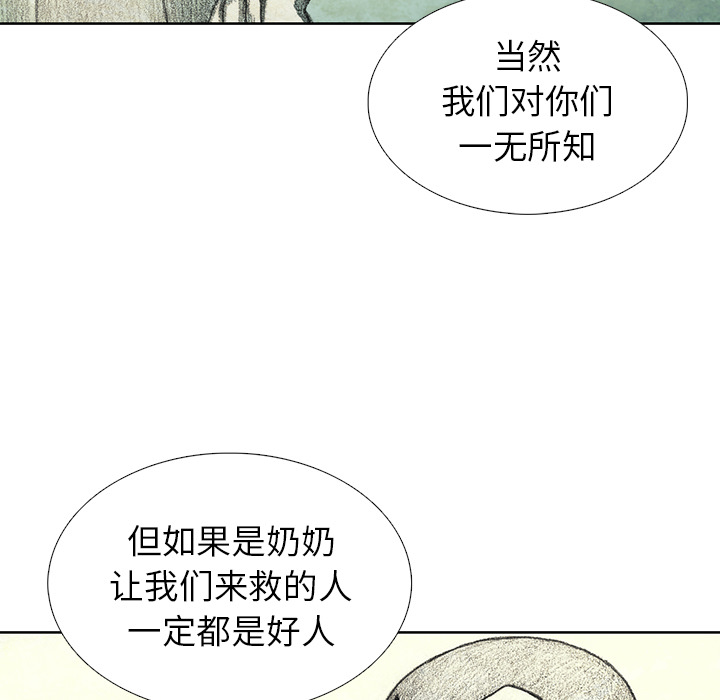 当然
我们对你们
一无所知
但如果是奶奶
让我们来救的人
一定都是好人